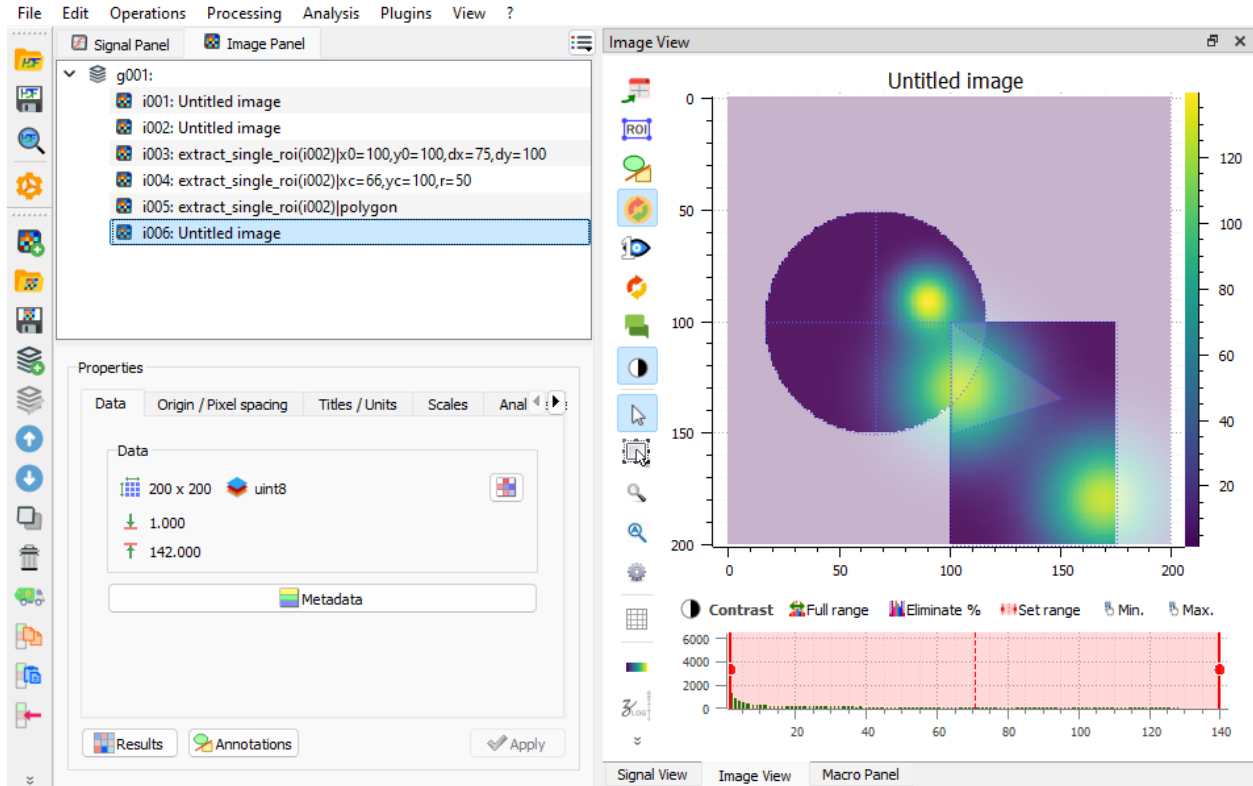 File Edit Operations Processing Analysis Plugins View ?
Signal Panel Image Panel
g001:
i001: Untitled image
i002: Untitled image
i003: extract_single_roi(i002)|x0=100,y0=100,dx=75,dy=100
i004: extract_single_roi(i002)|xc=66,yc=100,r=50
i005: extract_single_roi(i002)|polygon
i006: Untitled image
Properties
Data Origin / Pixel spacing Titles / Units Scales
Data
200 x 200 uint8
1.000
142.000
Metadata
Results Annotations Apply
Image View
ROI
Untitled image
0
50
100
150
200
0 50 100 150 200
120
100
80
60
40
20
Contrast Full range Eliminate % Set range Min. Max.
6000
4000
2000
0
20 40 60 80 100 120 140
Signal View Image View Macro Panel